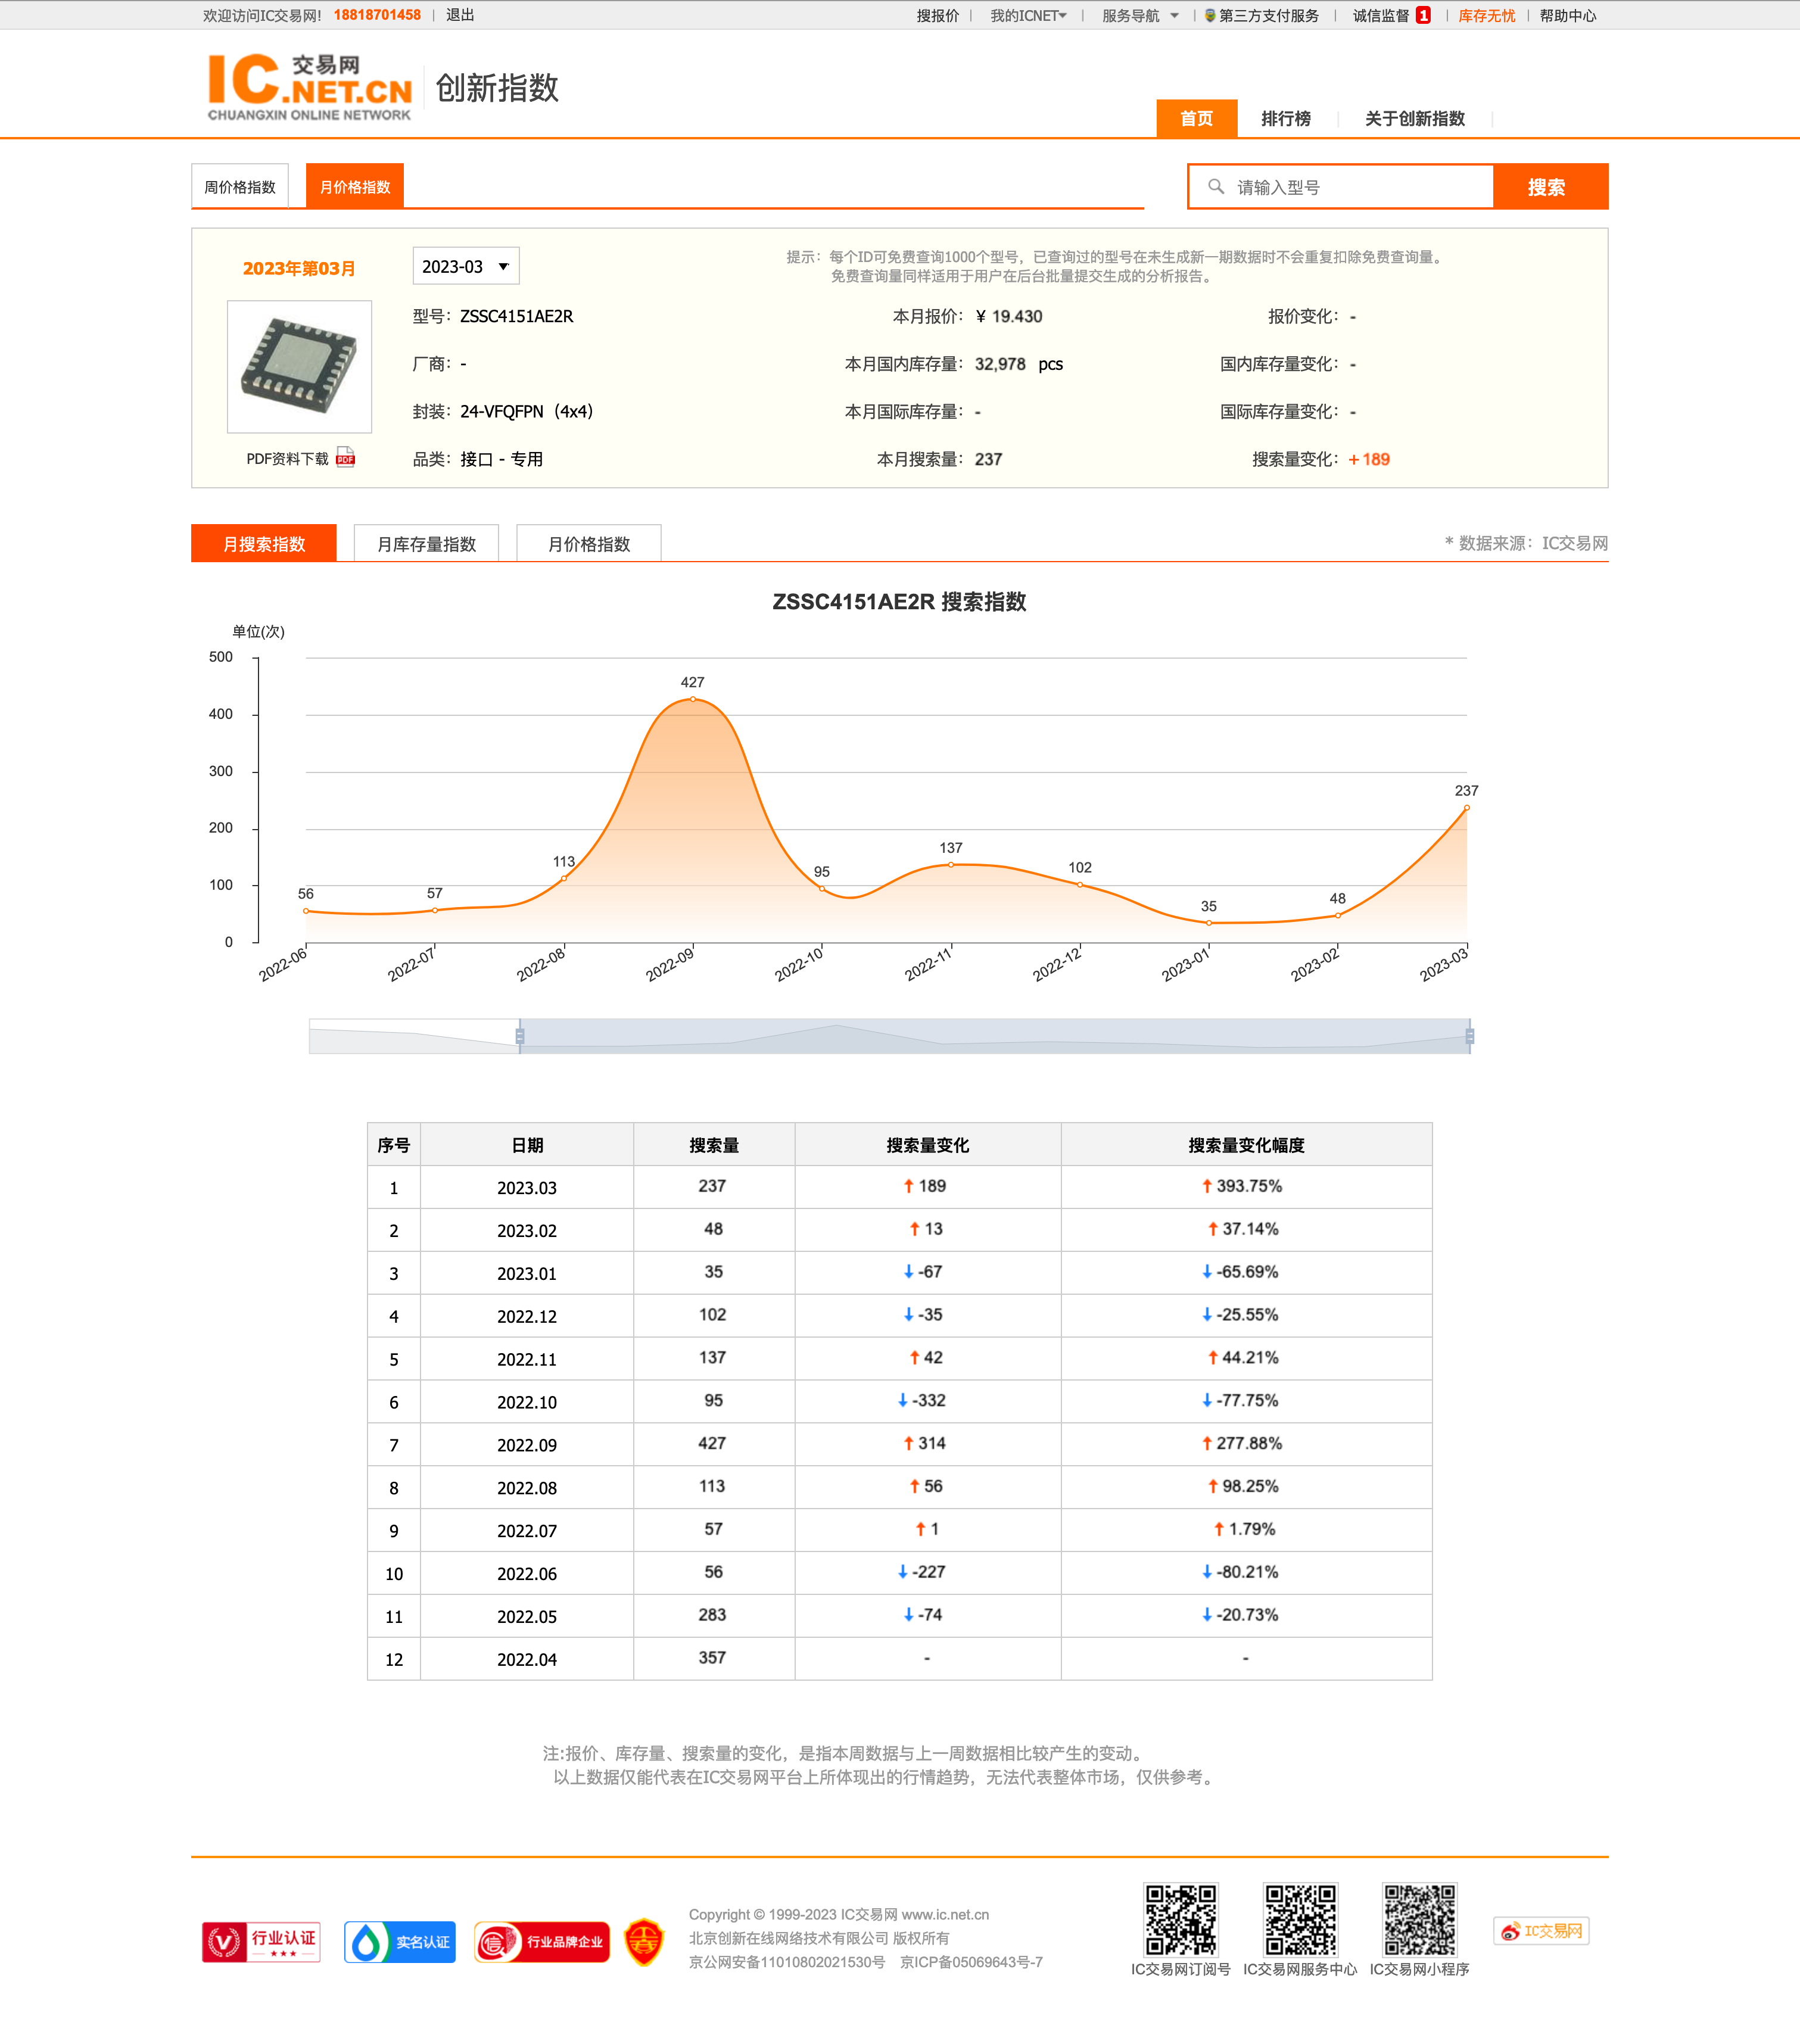 欢迎访问IC交易网! 18818701458 | 退出 搜报价 | 我的ICNET | 服务导航 | 第三方支付服务 | 诚信监督 1 | 库存无忧 | 帮助中心
IC交易网.NET.CN 创新指数
CHUANGXIN ONLINE NETWORK
首页 排行榜 关于创新指数
周价格指数 月价格指数 请输入型号 搜索
2023年第03月 2023-03 提示：每个ID可免费查询1000个型号，已查询过的型号在未生成新一期数据时不会重复扣除免费查询量。
免费查询量同样适用于用户在后台批量提交生成的分析报告。
型号：ZSSC4151AE2R 本月报价：¥ 19.430 报价变化：-
厂商：- 本月国内库存量：32,978 pcs 国内库存量变化：-
封装：24-VFQFPN（4x4） 本月国际库存量：- 国际库存量变化：-
PDF资料下载 PDF 品类：接口 - 专用 本月搜索量：237 搜索量变化：+189
月搜索指数 月库存量指数 月价格指数 * 数据来源：IC交易网
ZSSC4151AE2R 搜索指数
单位(次)
500
400
300
200
100
0
56 57 113 427 95 137 102 35 48 237
2022-06 2022-07 2022-08 2022-09 2022-10 2022-11 2022-12 2023-01 2023-02 2023-03
序号 日期 搜索量 搜索量变化 搜索量变化幅度
1 2023.03 237 ↑ 189 ↑ 393.75%
2 2023.02 48 ↑ 13 ↑ 37.14%
3 2023.01 35 ↓ -67 ↓ -65.69%
4 2022.12 102 ↓ -35 ↓ -25.55%
5 2022.11 137 ↑ 42 ↑ 44.21%
6 2022.10 95 ↓ -332 ↓ -77.75%
7 2022.09 427 ↑ 314 ↑ 277.88%
8 2022.08 113 ↑ 56 ↑ 98.25%
9 2022.07 57 ↑ 1 ↑ 1.79%
10 2022.06 56 ↓ -227 ↓ -80.21%
11 2022.05 283 ↓ -74 ↓ -20.73%
12 2022.04 357 - -
注:报价、库存量、搜索量的变化，是指本周数据与上一周数据相比较产生的变动。
以上数据仅能代表在IC交易网平台上所体现出的行情趋势，无法代表整体市场，仅供参考。
行业认证 实名认证 信 行业品牌企业
Copyright © 1999-2023 IC交易网 www.ic.net.cn
北京创新在线网络技术有限公司 版权所有
京公网安备11010802021530号 京ICP备05069643号-7
IC交易网订阅号 IC交易网服务中心 IC交易网小程序
IC交易网